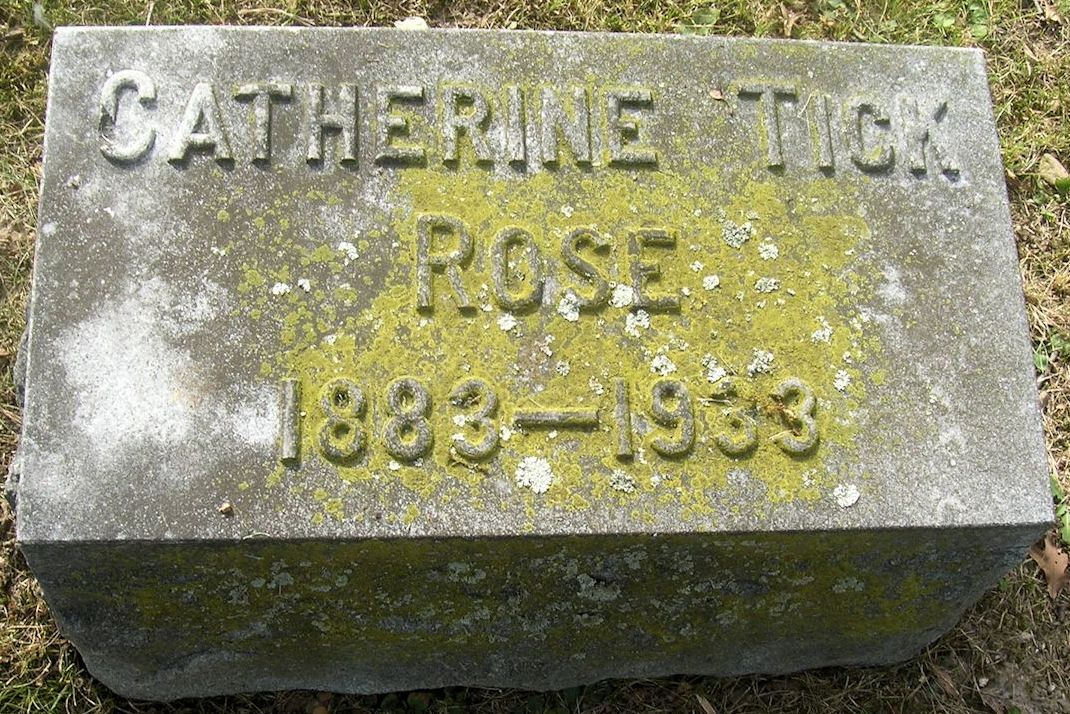 CATHERINE TICK
ROSE
1883—1933